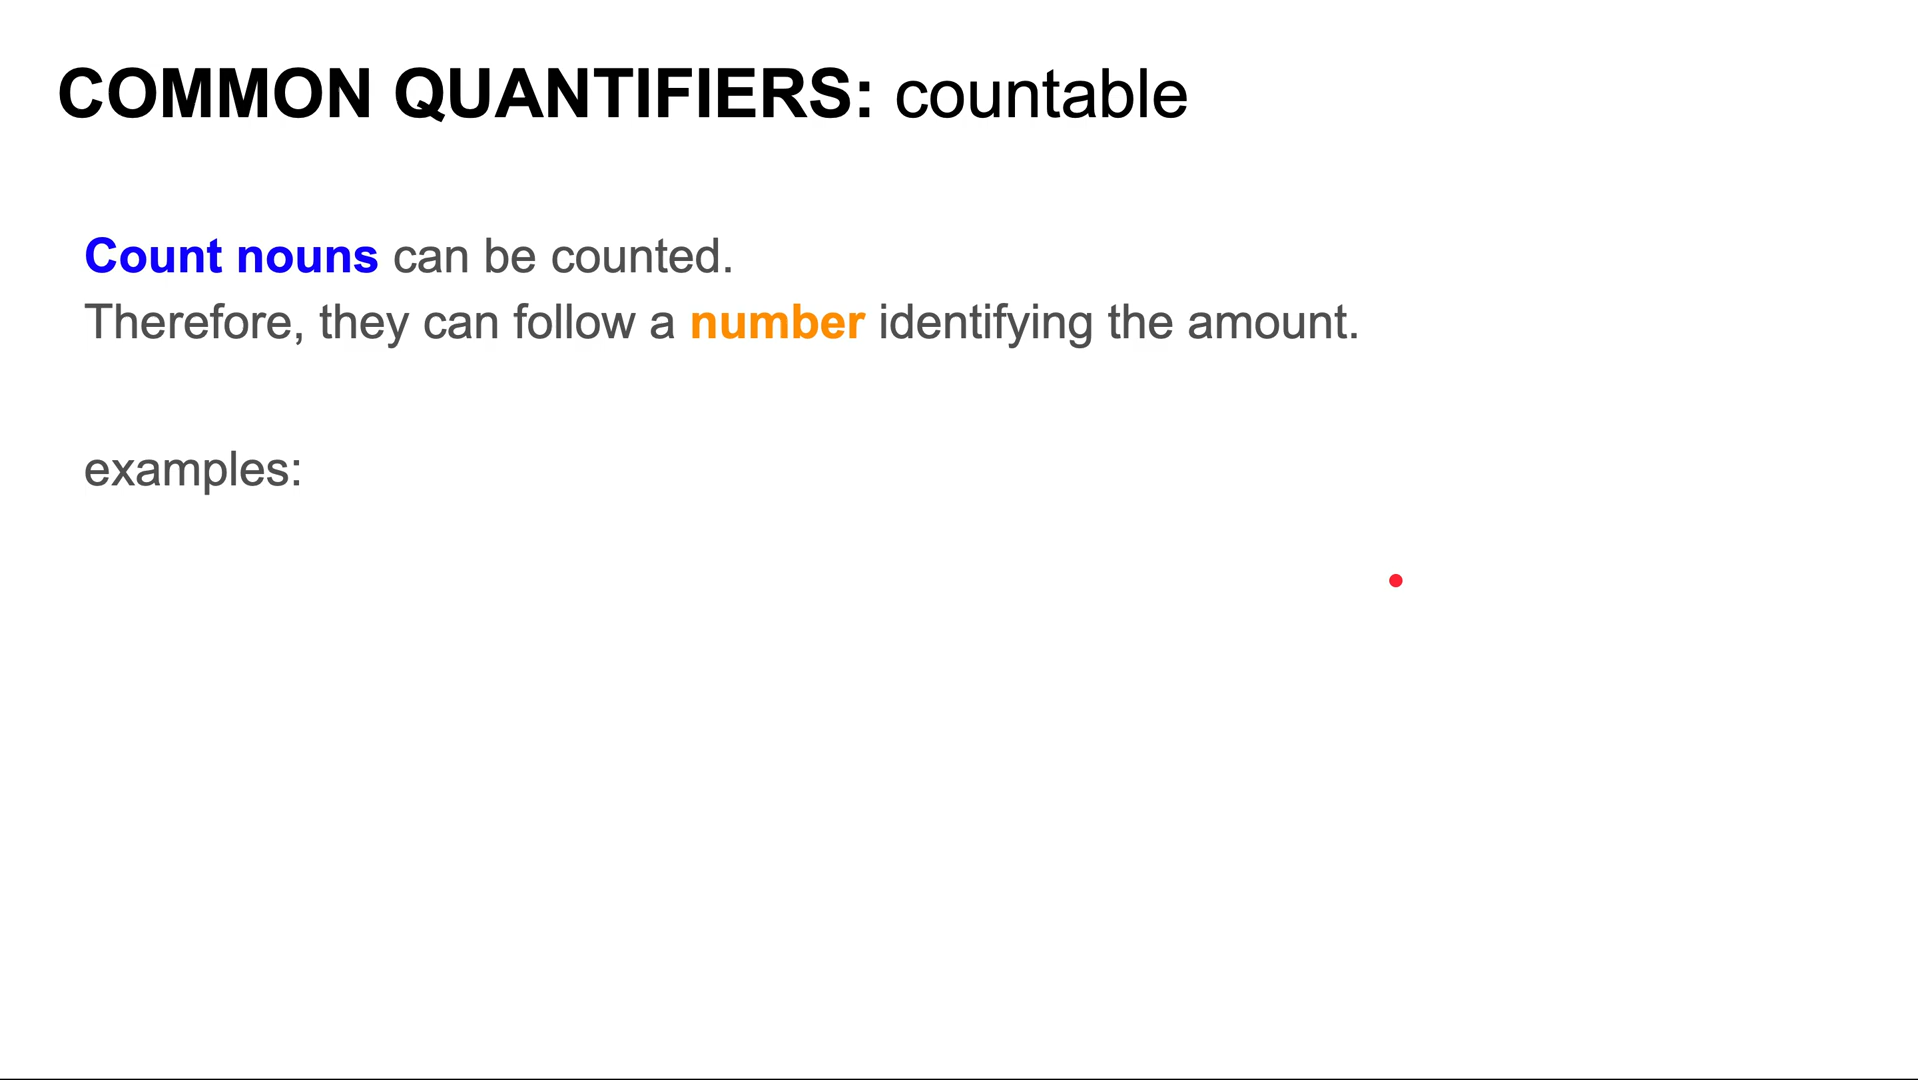 COMMON QUANTIFIERS: countable
Count nouns can be counted.
Therefore, they can follow a number identifying the amount.
examples: